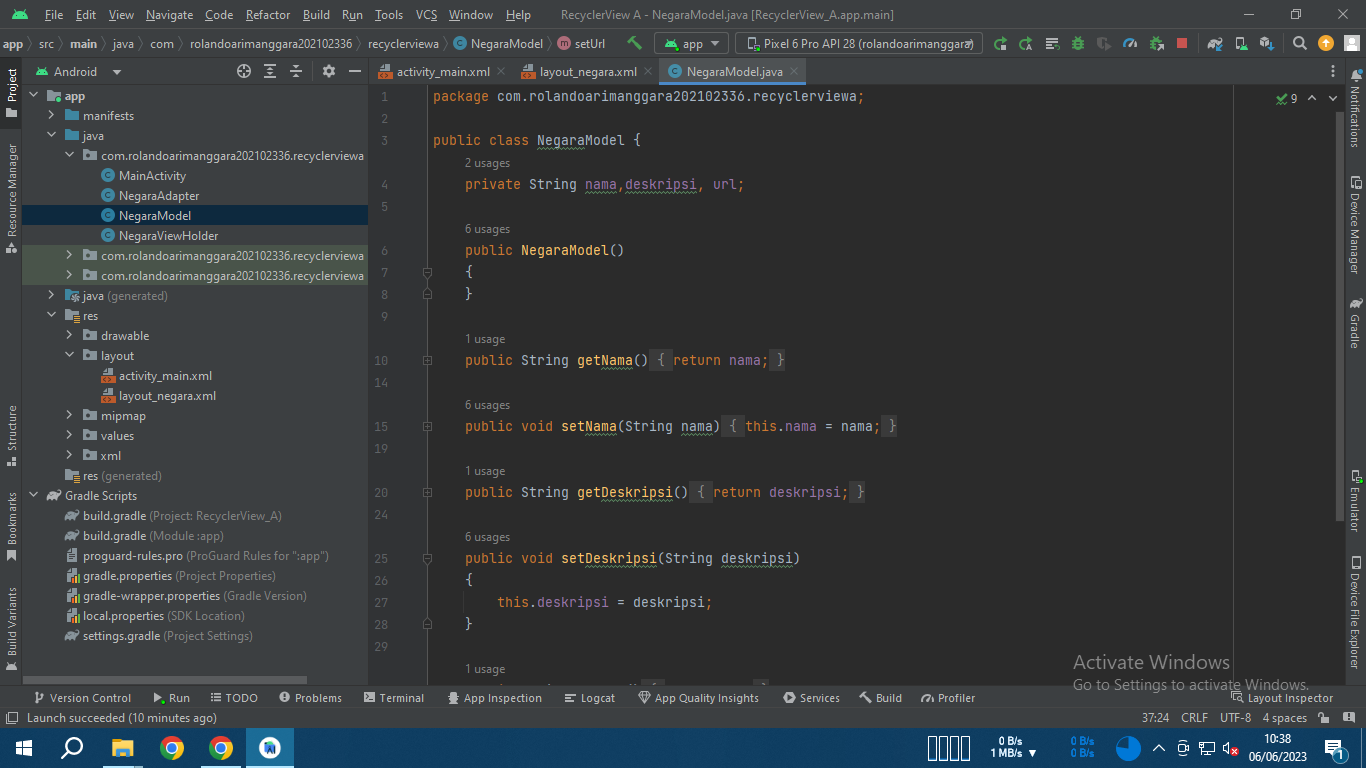 File Edit View Navigate Code Refactor Build Run Tools VCS Window Help RecyclerView A - NegaraModel.java [RecyclerView_A.app.main]
app src main java com rolandoarimanggara202102336 recyclerviewa NegaraModel setUrl app Pixel 6 Pro API 28 (rolandoarimanggara)
Project
Resource Manager
Structure
Bookmarks
Build Variants
Android
app
manifests
java
com.rolandoarimanggara202102336.recyclerviewa
MainActivity
NegaraAdapter
NegaraModel
NegaraViewHolder
com.rolandoarimanggara202102336.recyclerviewa
com.rolandoarimanggara202102336.recyclerviewa
java (generated)
res
drawable
layout
activity_main.xml
layout_negara.xml
mipmap
values
xml
res (generated)
Gradle Scripts
build.gradle (Project: RecyclerView_A)
build.gradle (Module :app)
proguard-rules.pro (ProGuard Rules for ":app")
gradle.properties (Project Properties)
gradle-wrapper.properties (Gradle Version)
local.properties (SDK Location)
settings.gradle (Project Settings)
activity_main.xml layout_negara.xml NegaraModel.java
9
1 package com.rolandoarimanggara202102336.recyclerviewa;
2
3 public class NegaraModel {
2 usages
4 private String nama,deskripsi, url;
5
6 usages
6 public NegaraModel()
7 {
8 }
9
1 usage
10 public String getNama() { return nama; }
14
6 usages
15 public void setNama(String nama) { this.nama = nama; }
19
1 usage
20 public String getDeskripsi() { return deskripsi; }
24
6 usages
25 public void setDeskripsi(String deskripsi)
26 {
27 this.deskripsi = deskripsi;
28 }
29
1 usage
Notifications
Device Manager
Gradle
Emulator
Device File Explorer
Activate Windows
Go to Settings to activate Windows.
Version Control Run TODO Problems Terminal App Inspection Logcat App Quality Insights Services Build Profiler Layout Inspector
Launch succeeded (10 minutes ago) 37:24 CRLF UTF-8 4 spaces
0 B/s 0 B/s 10:38
1 MB/s 0 B/s 06/06/2023 1